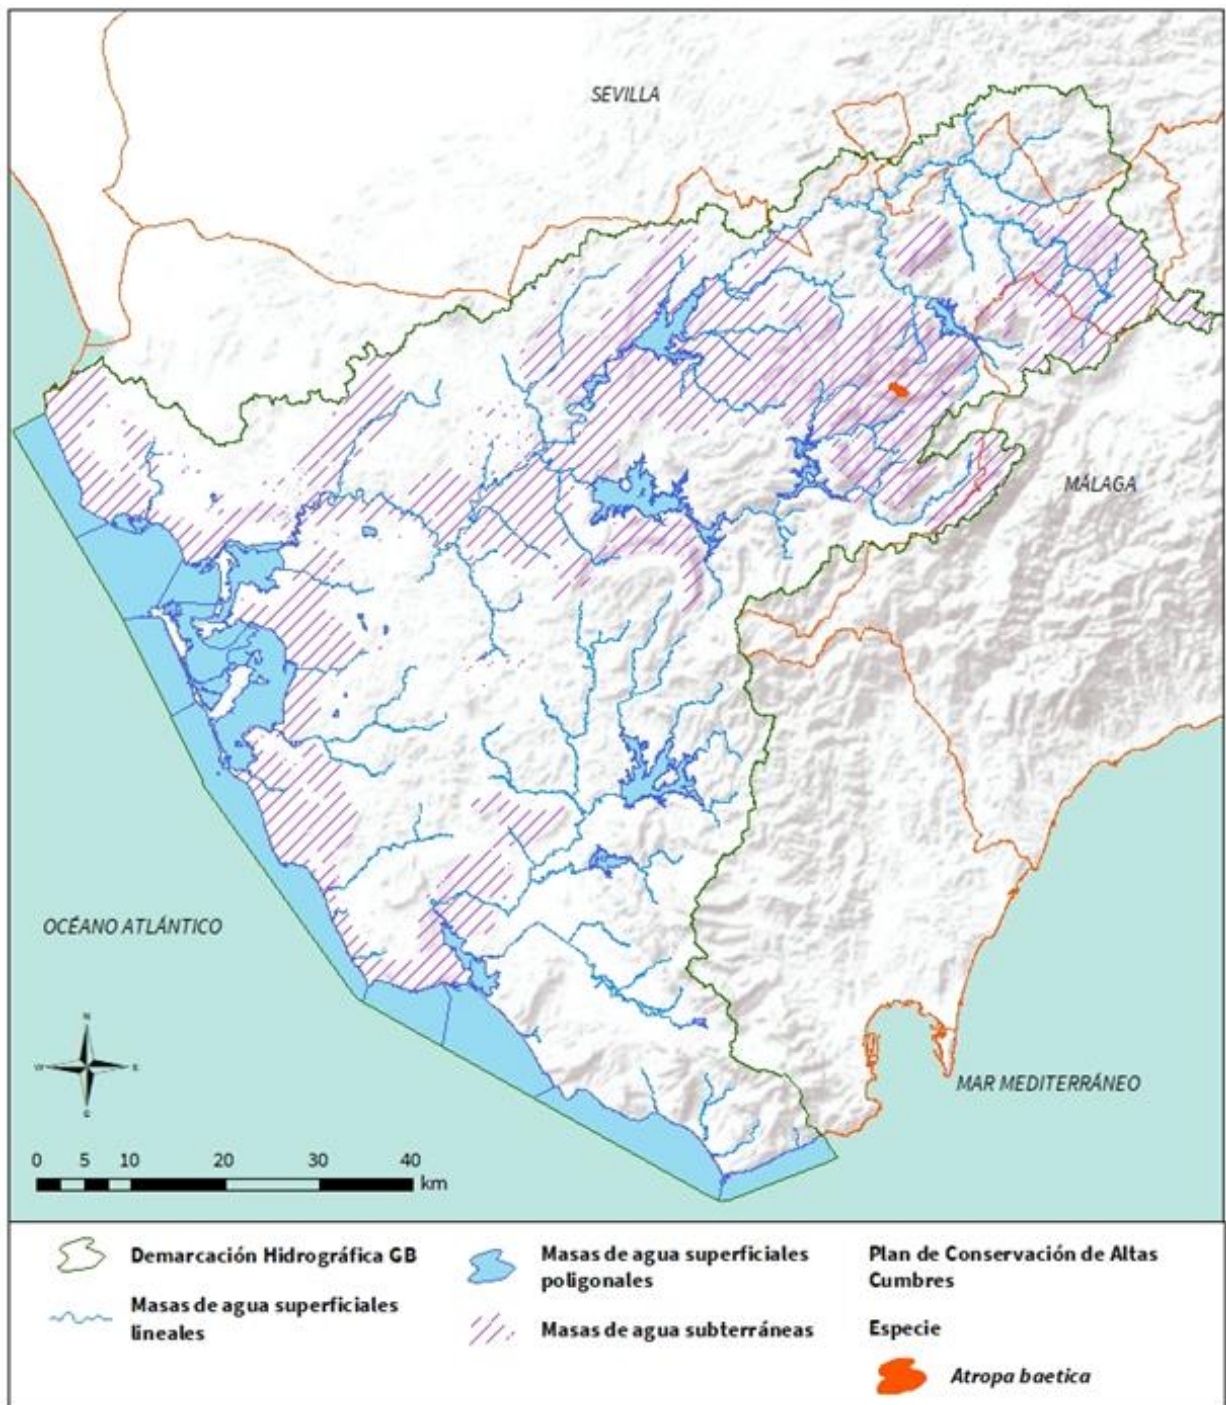 SEVILLA
MÁLAGA
OCÉANO ATLÁNTICO
MAR MEDITERRÁNEO
N
W
E
S
0 5 10 20 30 40
km
Demarcación Hidrográfica GB
Masas de agua superficiales
lineales
Masas de agua superficiales
poligonales
Masas de agua subterráneas
Plan de Conservación de Altas
Cumbres
Especie
Atropa baetica